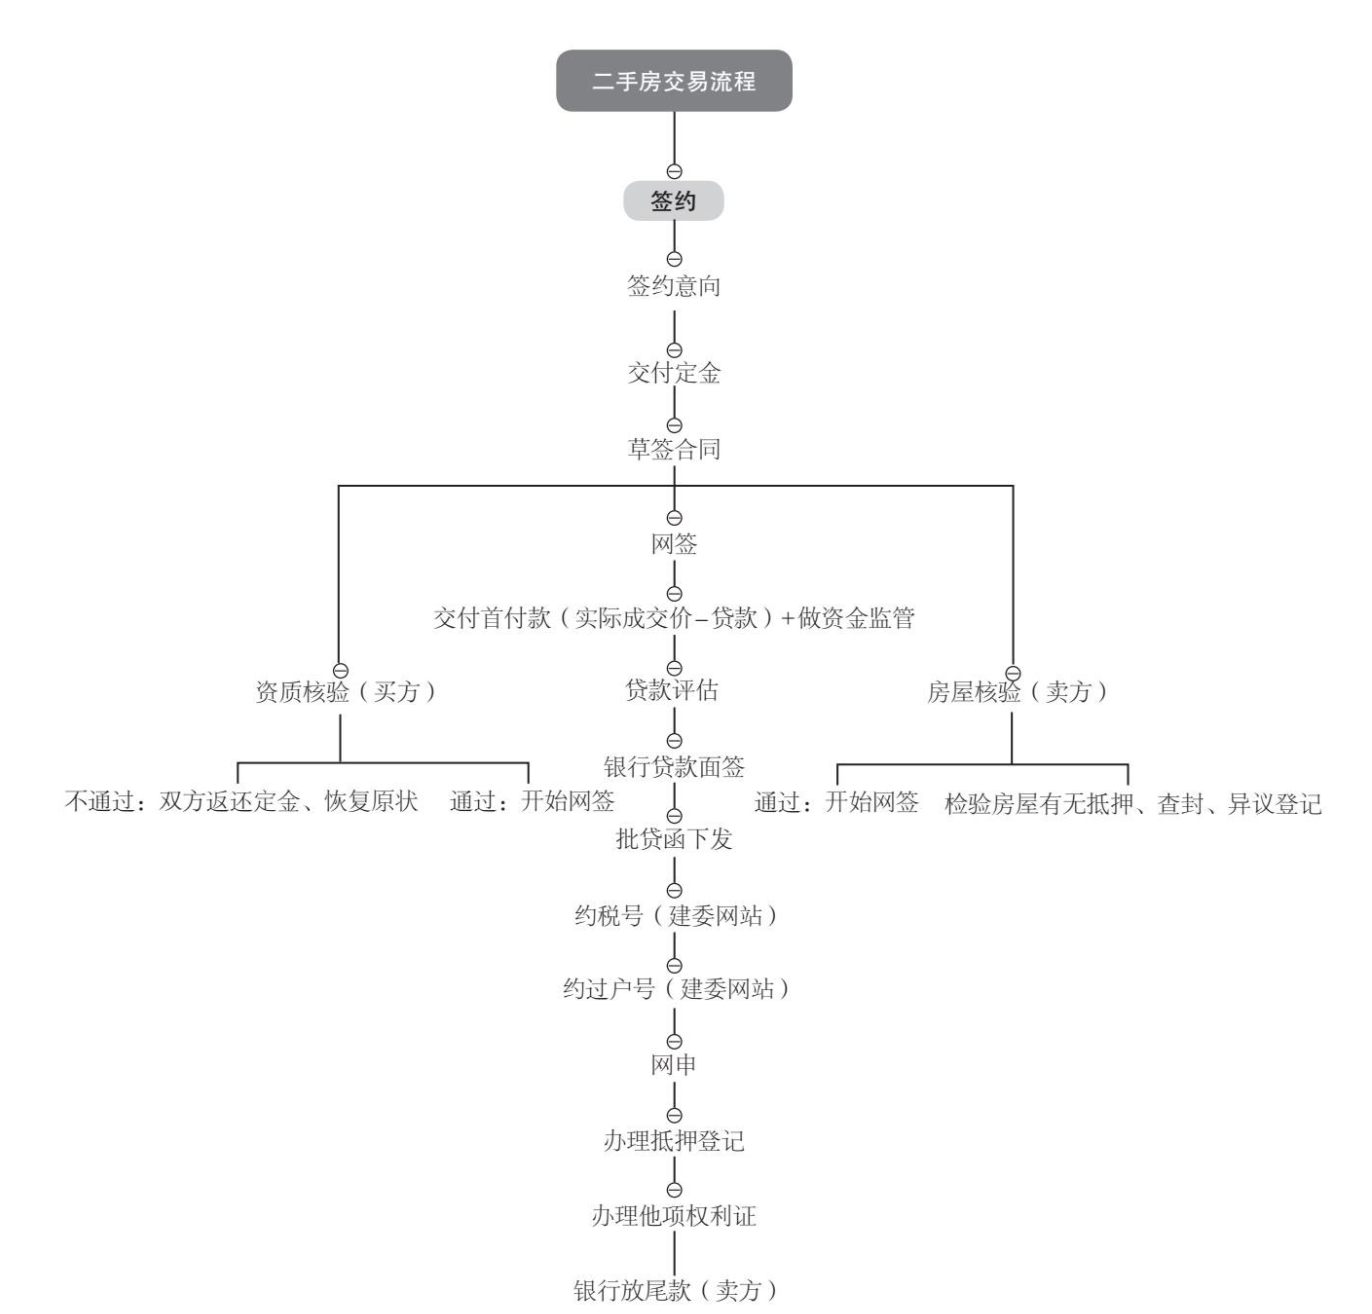 二手房交易流程
签约
签约意向
交付定金
草签合同
网签
交付首付款（实际成交价–贷款）+做资金监管
资质核验（买方）
贷款评估
房屋核验（卖方）
银行贷款面签
不通过：双方返还定金、恢复原状
通过：开始网签
通过：开始网签
检验房屋有无抵押、查封、异议登记
批贷函下发
约税号（建委网站）
约过户号（建委网站）
网申
办理抵押登记
办理他项权利证
银行放尾款（卖方）